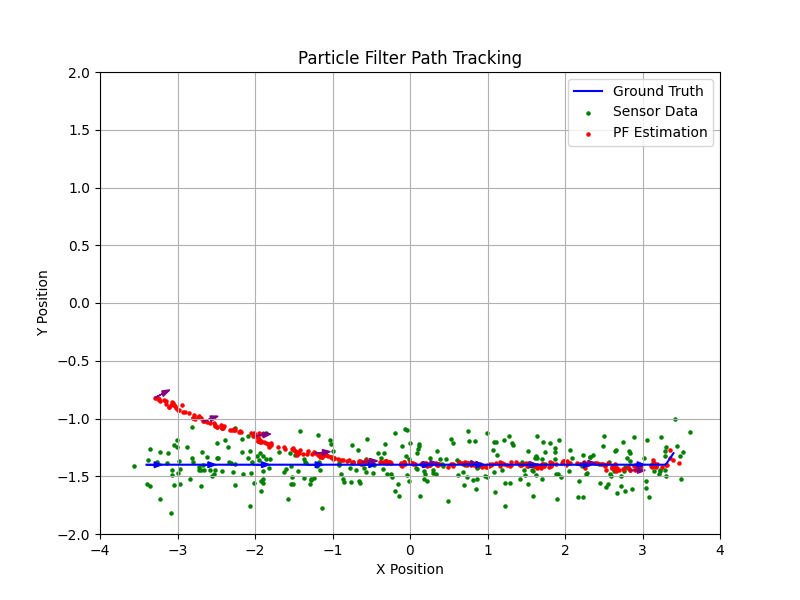 Particle Filter Path Tracking
Ground Truth
Sensor Data
PF Estimation
2.0
1.5
1.0
0.5
0.0
−0.5
−1.0
−1.5
−2.0
Y Position
−4 −3 −2 −1 0 1 2 3 4
X Position